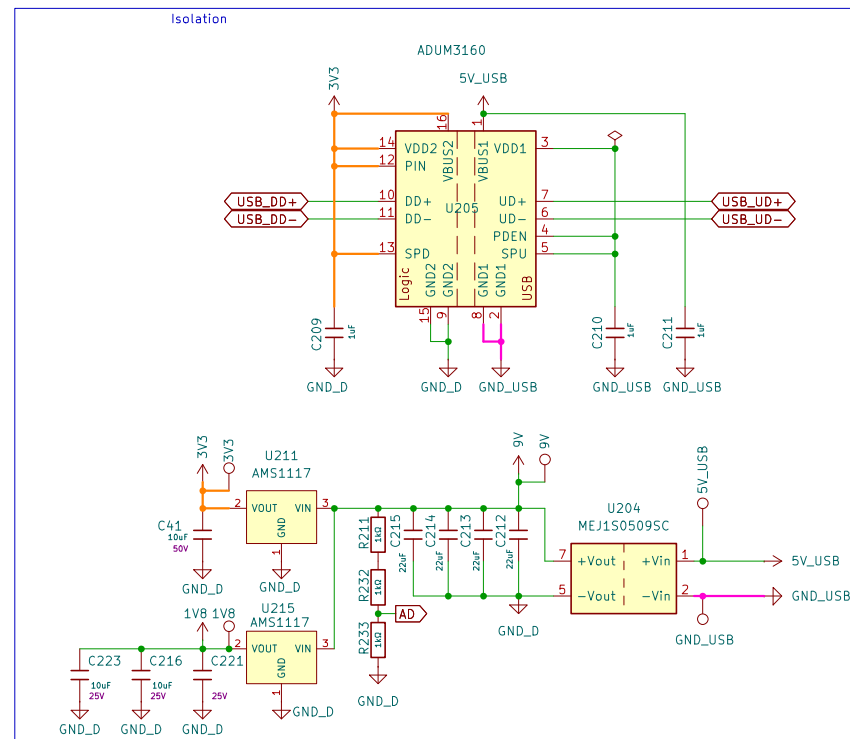 Isolation
ADUM3160
3V3
5V_USB
16
1
14
VDD2
VBUS2
VBUS1
VDD1
3
12
PIN
USB_DD+
10
DD+
UD+
7
USB_UD+
U205
USB_DD-
11
DD-
UD-
6
USB_UD-
PDEN
4
13
SPD
SPU
5
Logic
GND2
GND2
GND1
GND1
USB
15
9
8
2
C209
1uF
C210
1uF
C211
1uF
GND_D
GND_D
GND_USB
GND_USB
GND_USB
3V3
3V3
U211
AMS1117
9V
9V
5V_USB
2
VOUT
VIN
3
GND
1
C41
10uF
50V
GND_D
GND_D
R211
1kΩ
C215
22uF
C214
22uF
C213
22uF
C212
22uF
U204
MEJ1S0509SC
7
+Vout
+Vin
1
5V_USB
5
-Vout
-Vin
2
GND_USB
R232
1kΩ
AD
GND_D
GND_USB
R233
1kΩ
GND_D
1V8
1V8
U215
AMS1117
2
VOUT
VIN
3
GND
1
GND_D
C223
10uF
25V
C216
10uF
25V
C221
25V
GND_D
GND_D
GND_D